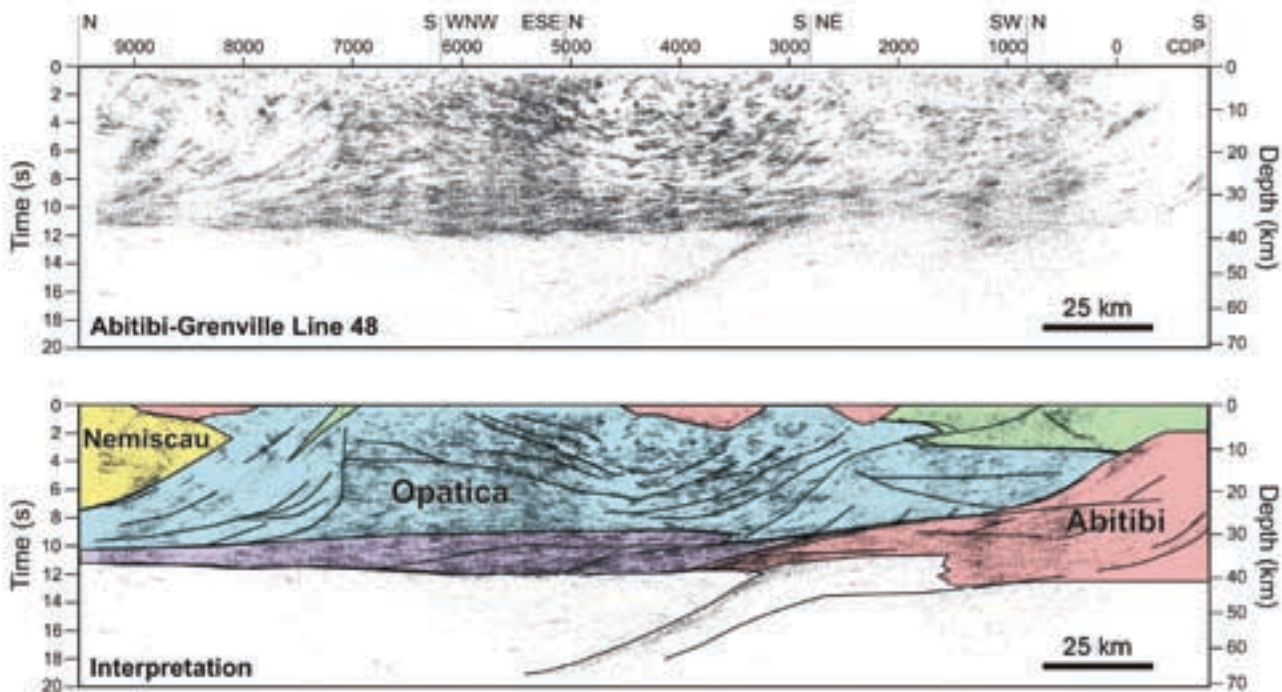 N S WNW ESE N S NE SW N S
9000 8000 7000 6000 5000 4000 3000 2000 1000 0 CDP
0 2 4 6 8 10 12 14 16 18 20
Time (s)
0 10 20 30 40 50 60 70
Depth (km)
Abitibi-Grenville Line 48
25 km
0 2 4 6 8 10 12 14 16 18 20
Time (s)
0 10 20 30 40 50 60 70
Depth (km)
Nemiscau
Opatica
Abitibi
Interpretation
25 km